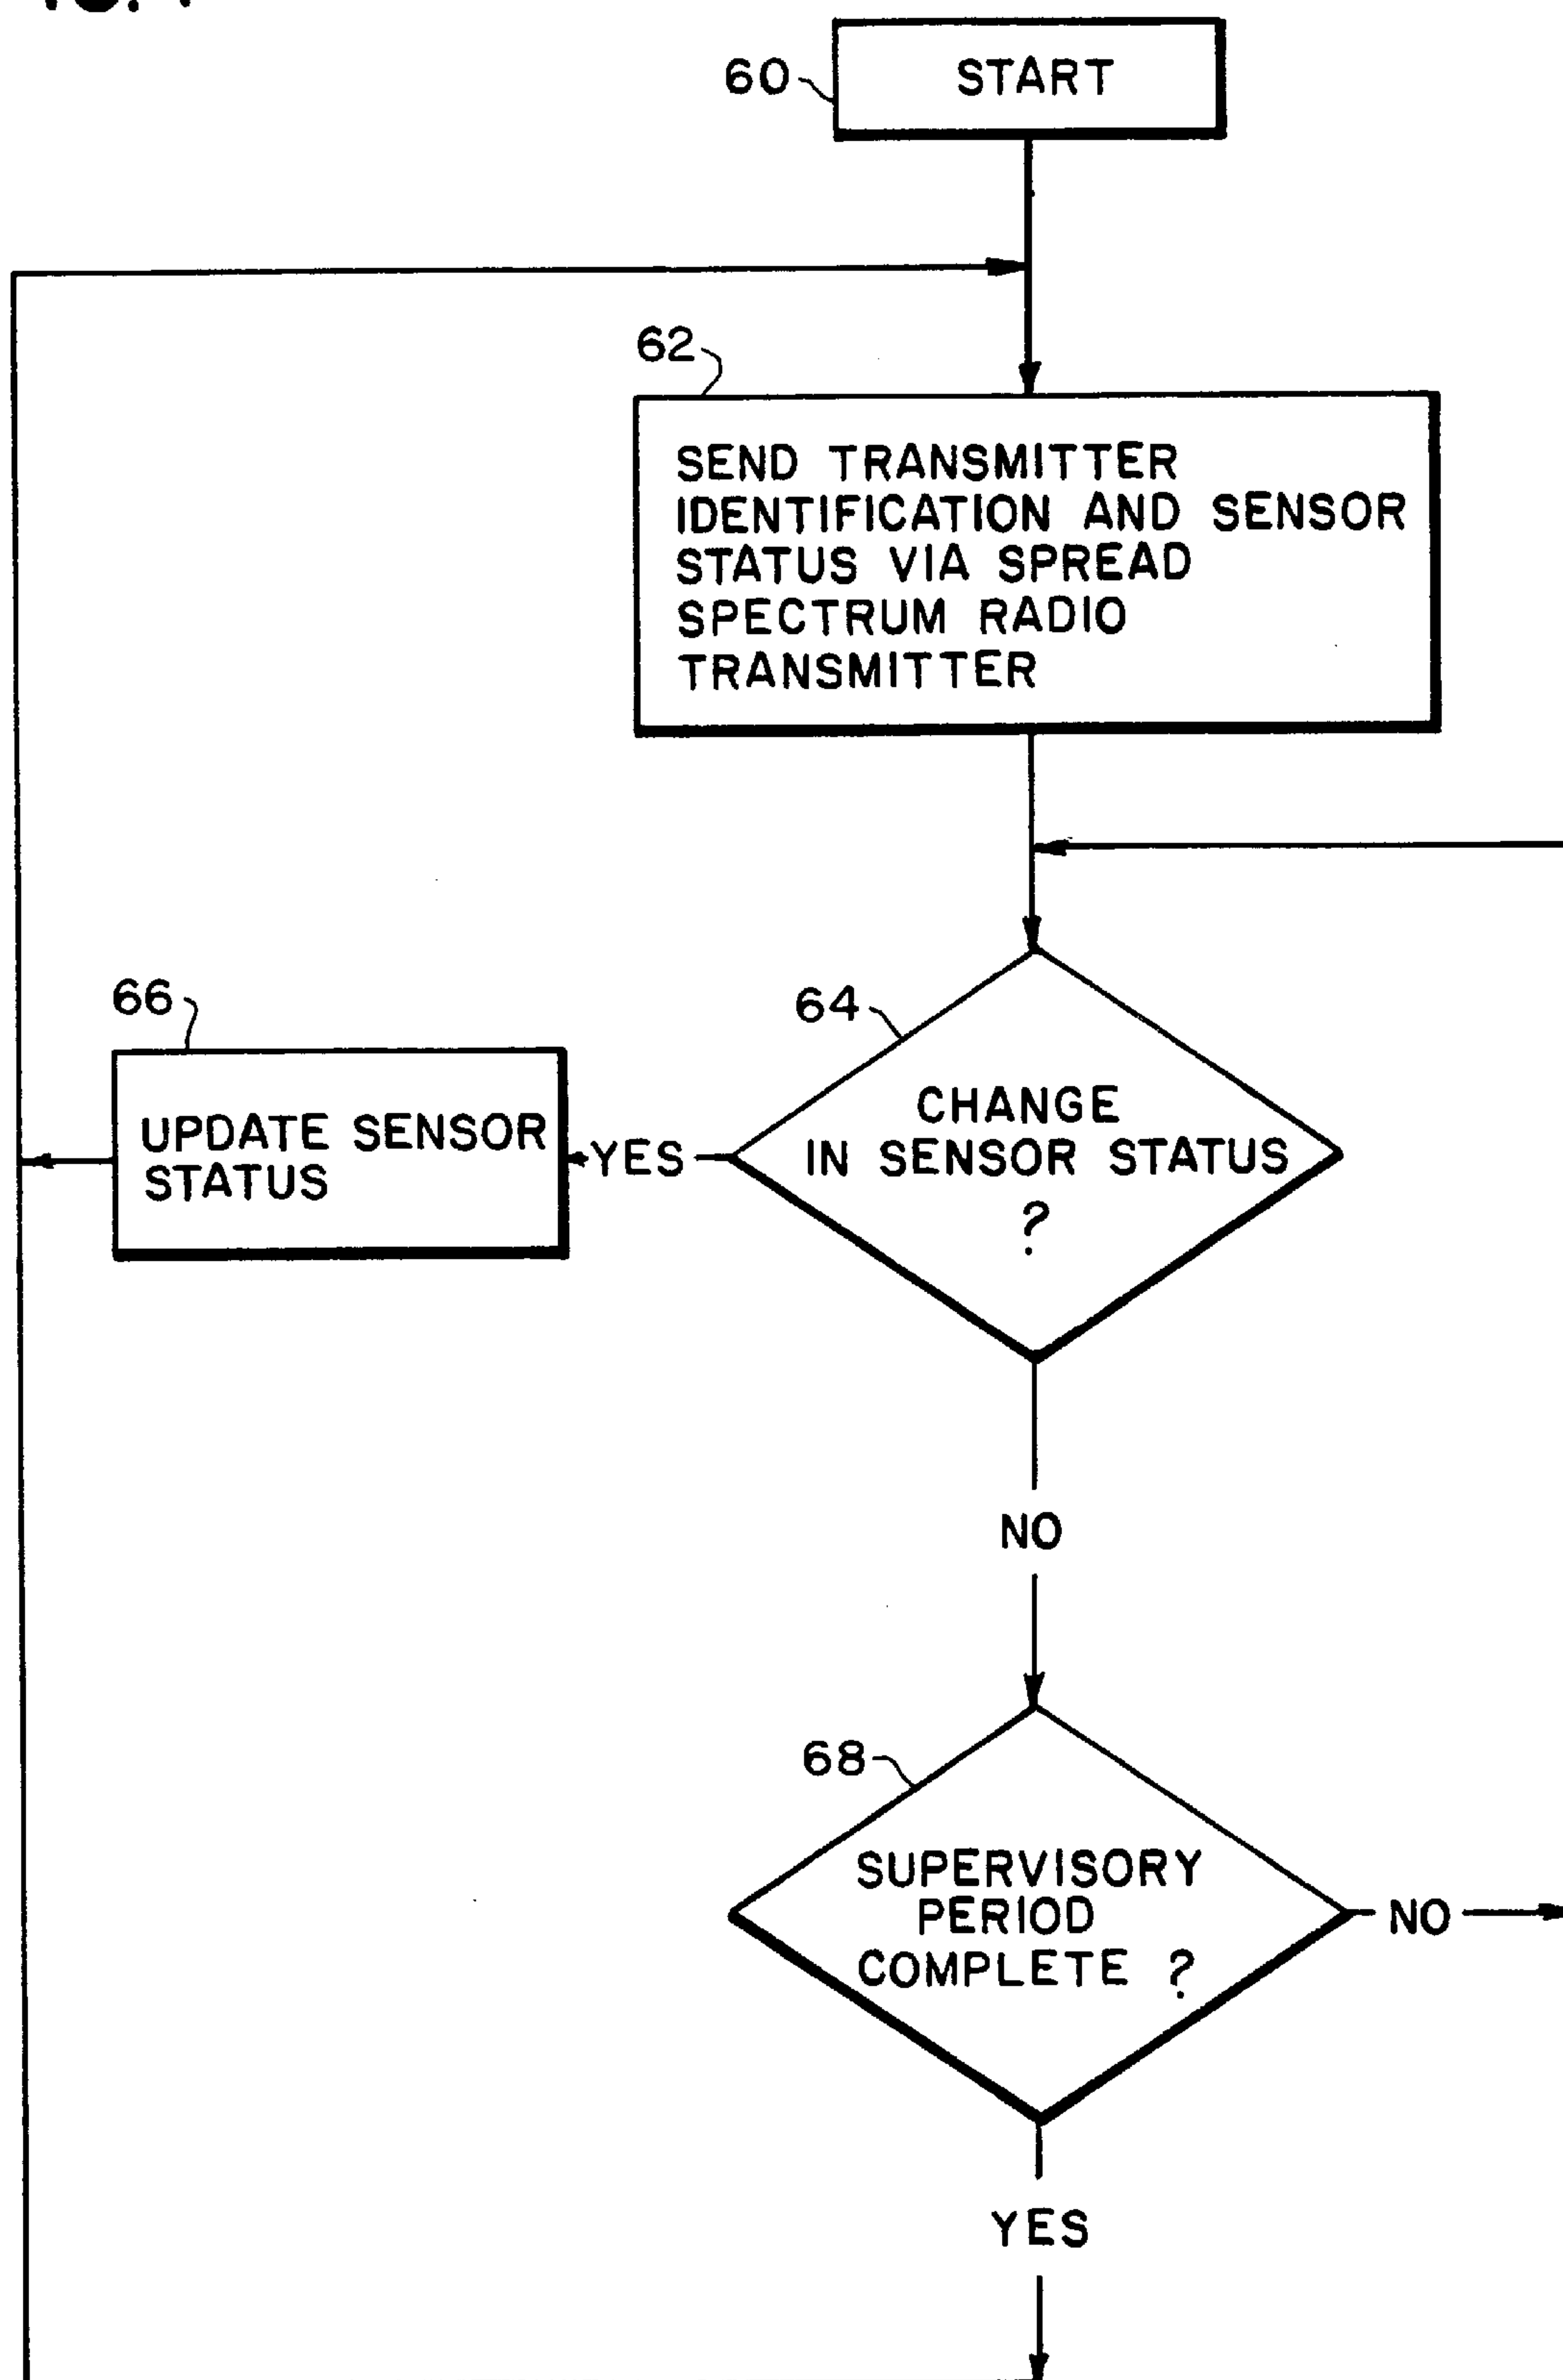 60
START
62
SEND TRANSMITTER
IDENTIFICATION AND SENSOR
STATUS VIA SPREAD
SPECTRUM RADIO
TRANSMITTER
66
64
UPDATE SENSOR
STATUS
YES
CHANGE
IN SENSOR STATUS
?
NO
68
SUPERVISORY
PERIOD
COMPLETE ?
NO
YES